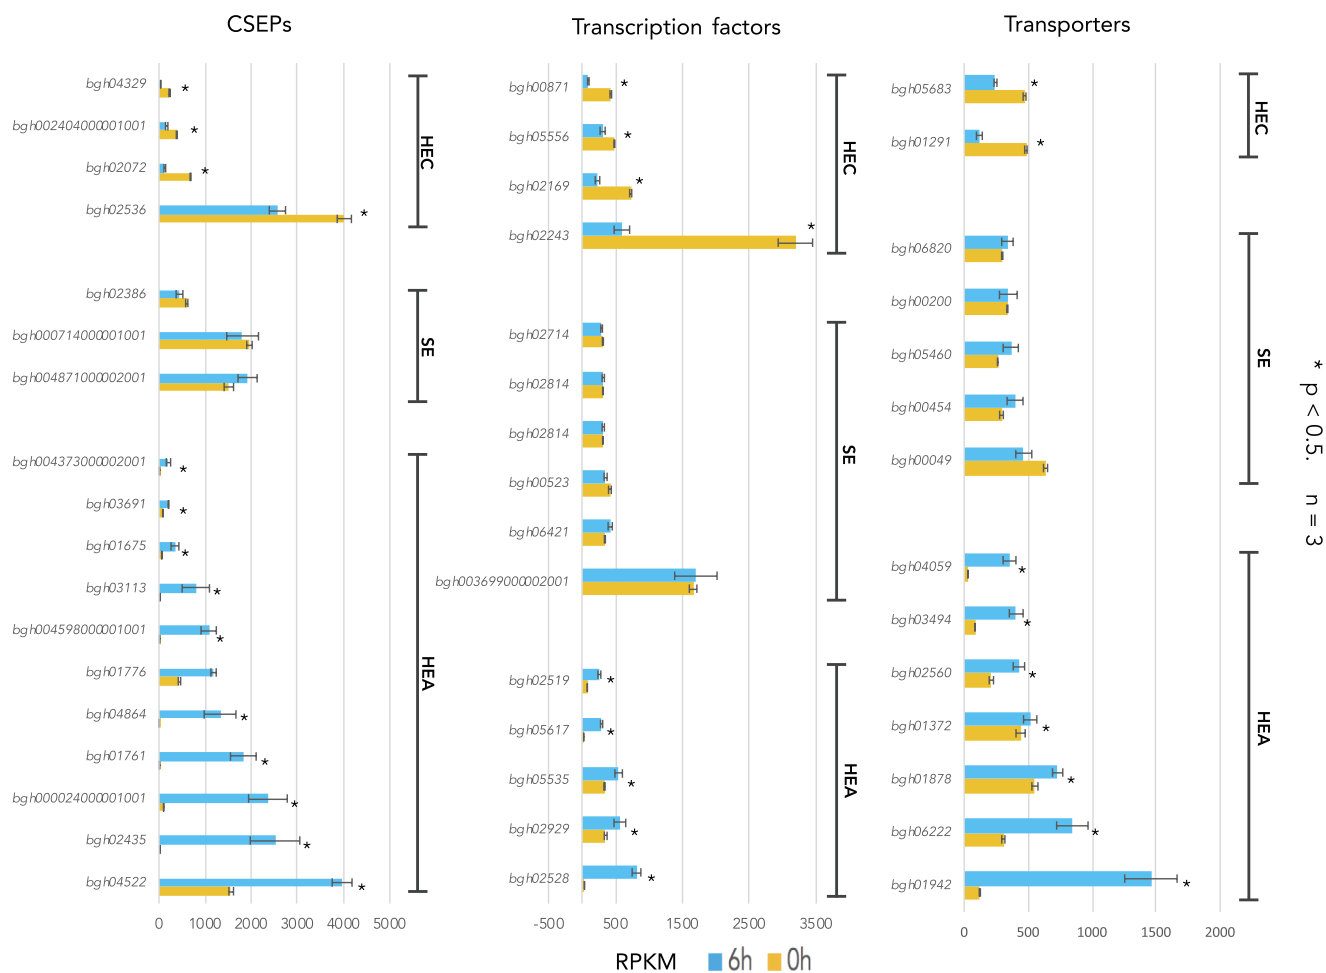 CSEPs
bgh04329
*
bgh002404000001001
*
bgh02072
*
bgh02536
*
HEC
bgh02386
bgh000714000001001
bgh004871000002001
SE
bgh004373000002001
*
bgh03691
*
bgh01675
*
bgh03113
*
bgh004598000001001
*
bgh01776
bgh04864
*
bgh01761
*
bgh000024000001001
*
bgh02435
*
bgh04522
*
HEA
0 1000 2000 3000 4000 5000
Transcription factors
bgh00871
*
bgh05556
*
bgh02169
*
bgh02243
*
HEC
bgh02714
bgh02814
bgh02814
bgh00523
bgh06421
bgh003699000002001
SE
bgh02519
*
bgh05617
*
bgh05535
*
bgh02929
*
bgh02528
*
HEA
-500 500 1500 2500 3500
Transporters
bgh05683
*
bgh01291
*
HEC
bgh06820
bgh00200
bgh05460
bgh00454
bgh00049
SE
bgh04059
*
bgh03494
*
bgh02560
*
bgh01372
*
bgh01878
*
bgh06222
*
bgh01942
*
HEA
0 500 1000 1500 2000
* p < 0.5. n = 3
RPKM 6h 0h